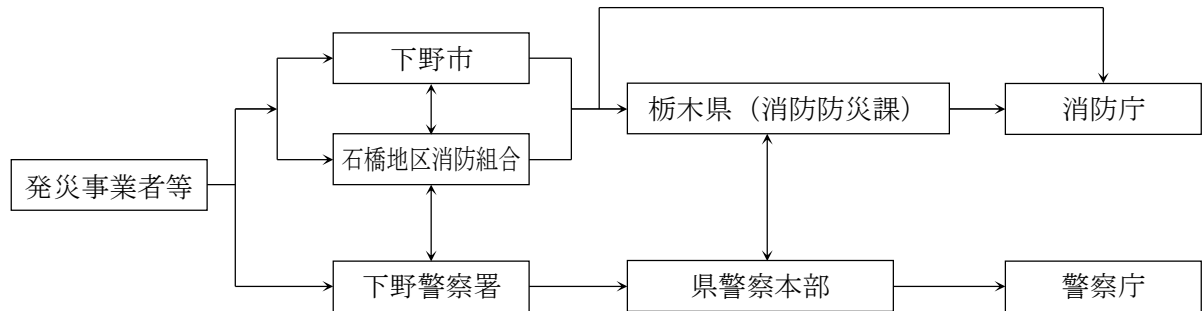 下野市
栃木県（消防防災課）
消防庁
石橋地区消防組合
発災事業者等
下野警察署
県警察本部
警察庁